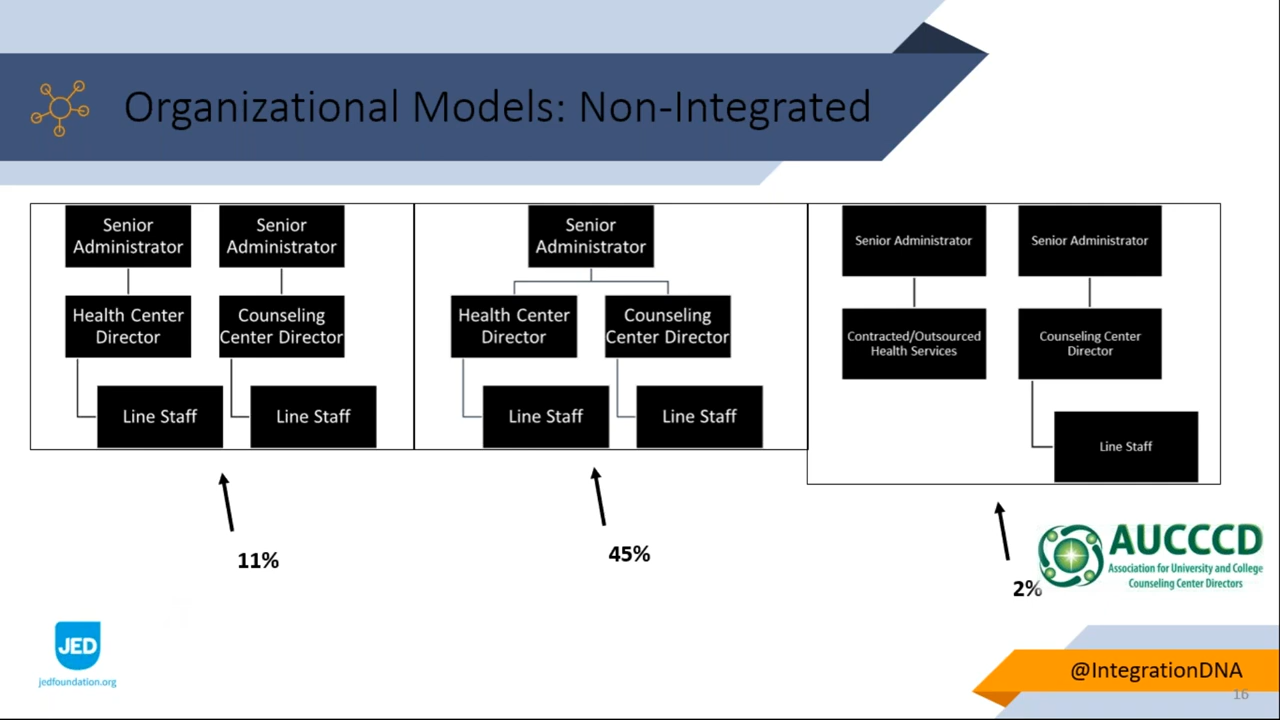 Organizational Models: Non-Integrated
Senior
Administrator
Senior
Administrator
Health Center
Director
Counseling
Center Director
Line Staff
Line Staff
11%
Senior
Administrator
Health Center
Director
Counseling
Center Director
Line Staff
Line Staff
45%
Senior Administrator
Senior Administrator
Contracted/Outsourced
Health Services
Counseling Center
Director
Line Staff
2%
AUCCCD
Association for University and College
Counseling Center Directors
JED
jedfoundation.org
@IntegrationDNA
16